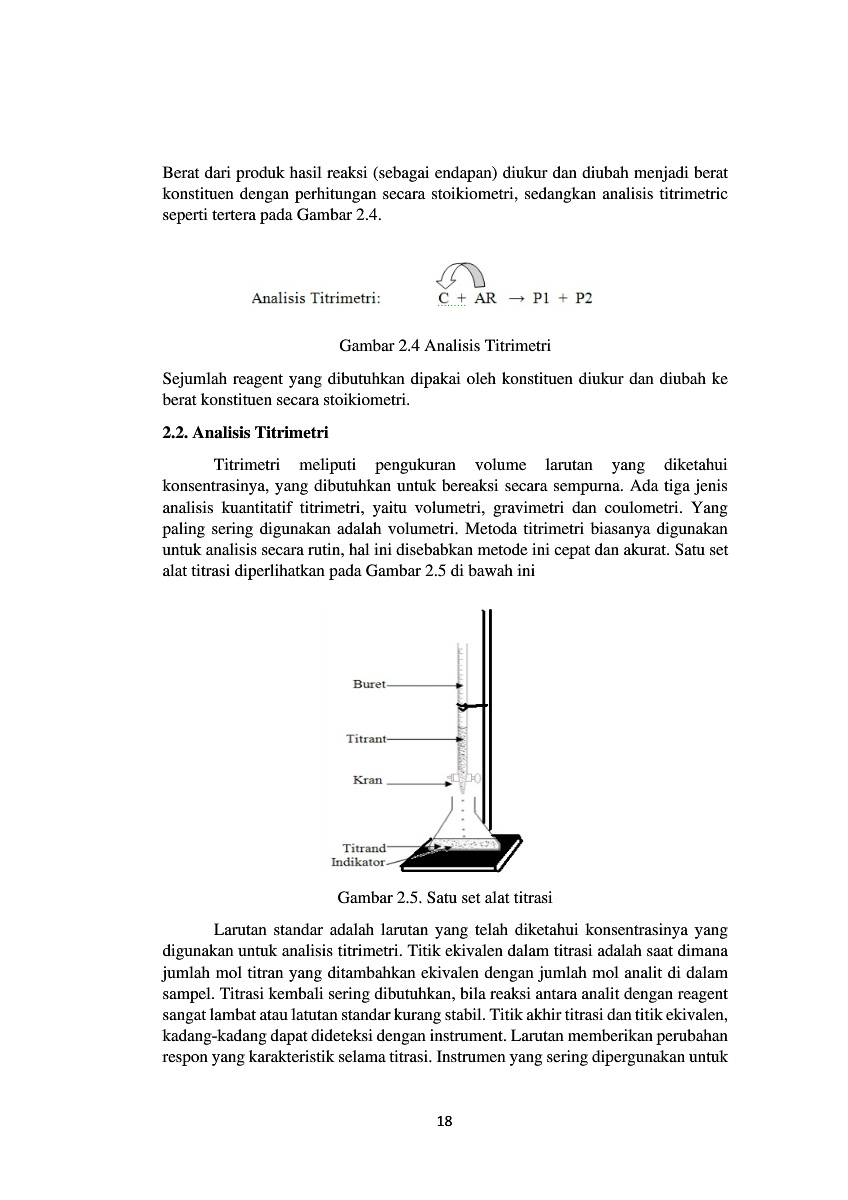 Berat dari produk hasil reaksi (sebagai endapan) diukur dan diubah menjadi berat
konstituen dengan perhitungan secara stoikiometri, sedangkan analisis titrimetric
seperti tertera pada Gambar 2.4.
Analisis Titrimetri: C + AR → P1 + P2
Gambar 2.4 Analisis Titrimetri
Sejumlah reagent yang dibutuhkan dipakai oleh konstituen diukur dan diubah ke
berat konstituen secara stoikiometri.
2.2. Analisis Titrimetri
Titrimetri meliputi pengukuran volume larutan yang diketahui
konsentrasinya, yang dibutuhkan untuk bereaksi secara sempurna. Ada tiga jenis
analisis kuantitatif titrimetri, yaitu volumetri, gravimetri dan coulometri. Yang
paling sering digunakan adalah volumetri. Metoda titrimetri biasanya digunakan
untuk analisis secara rutin, hal ini disebabkan metode ini cepat dan akurat. Satu set
alat titrasi diperlihatkan pada Gambar 2.5 di bawah ini
Buret
Titrant
Kran
Titrand
Indikator
Gambar 2.5. Satu set alat titrasi
Larutan standar adalah larutan yang telah diketahui konsentrasinya yang
digunakan untuk analisis titrimetri. Titik ekivalen dalam titrasi adalah saat dimana
jumlah mol titran yang ditambahkan ekivalen dengan jumlah mol analit di dalam
sampel. Titrasi kembali sering dibutuhkan, bila reaksi antara analit dengan reagent
sangat lambat atau latutan standar kurang stabil. Titik akhir titrasi dan titik ekivalen,
kadang-kadang dapat dideteksi dengan instrument. Larutan memberikan perubahan
respon yang karakteristik selama titrasi. Instrumen yang sering dipergunakan untuk
18